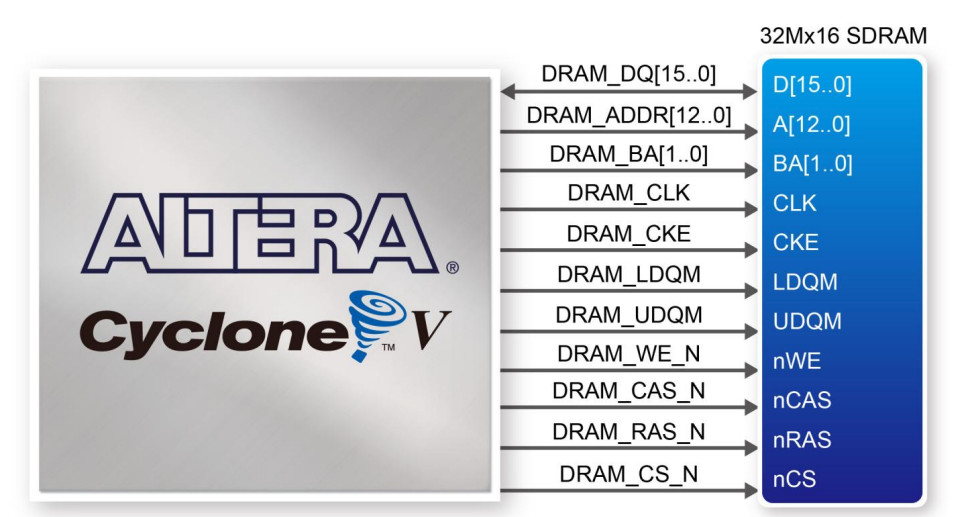 32Mx16 SDRAM
DRAM_DQ[15..0] D[15..0]
DRAM_ADDR[12..0] A[12..0]
DRAM_BA[1..0] BA[1..0]
DRAM_CLK CLK
DRAM_CKE CKE
DRAM_LDQM LDQM
DRAM_UDQM UDQM
DRAM_WE_N nWE
DRAM_CAS_N nCAS
DRAM_RAS_N nRAS
DRAM_CS_N nCS
ALTERA®
Cyclone™ V